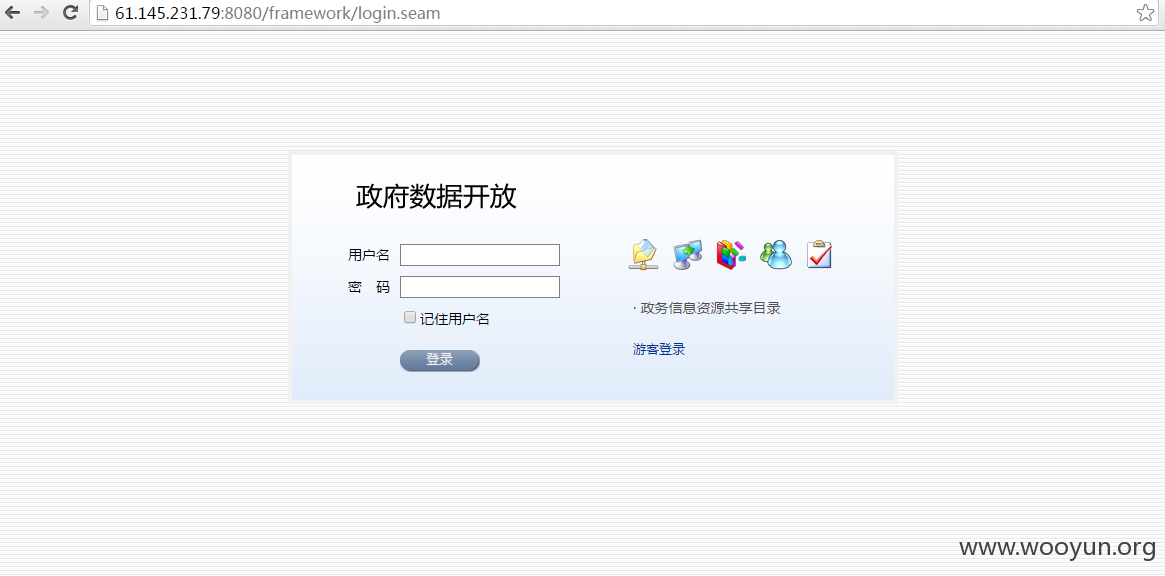 61.145.231.79:8080/framework/login.seam
政府数据开放
用户名
密 码
记住用户名
登录
· 政务信息资源共享目录
游客登录
www.wooyun.org